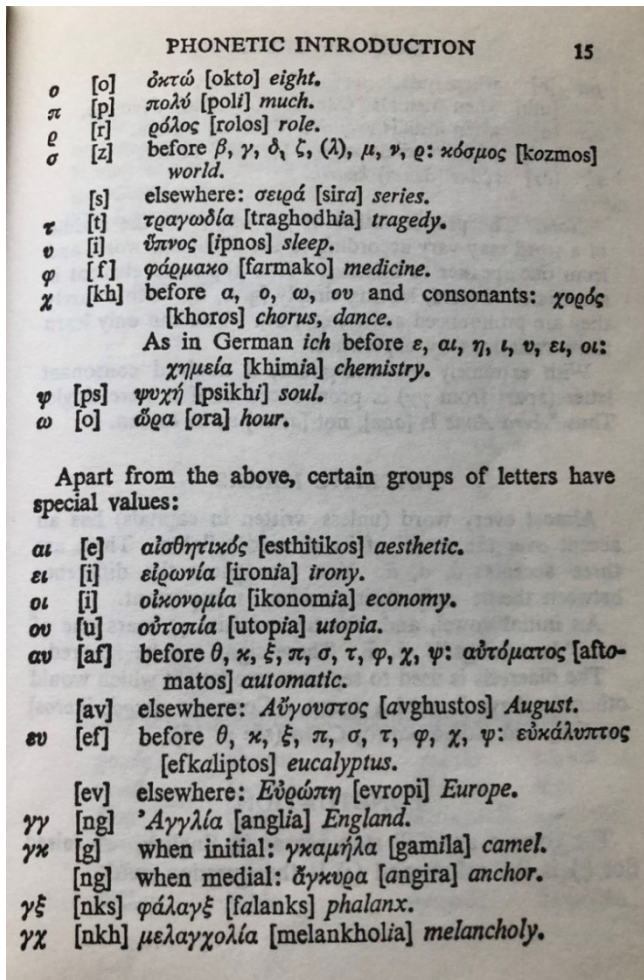 PHONETIC INTRODUCTION 15
ο [o] ὀκτώ [okto] eight.
π [p] πολύ [poli] much.
ϱ [r] ϱόλος [rolos] role.
σ [z] before β, γ, δ, ζ, (λ), μ, ν, ϱ: κόσμος [kozmos]
world.
[s] elsewhere: σειϱά [sira] series.
τ [t] τϱαγωδία [traghodhia] tragedy.
υ [i] ὕπνος [ipnos] sleep.
φ [f] φάϱμακο [farmako] medicine.
χ [kh] before α, ο, ω, ου and consonants: χοϱός
[khoros] chorus, dance.
As in German ich before ε, αι, η, ι, υ, ει, οι:
χημεία [khimia] chemistry.
ψ [ps] ψυχή [psikhi] soul.
ω [o] ὥϱα [ora] hour.
Apart from the above, certain groups of letters have
special values:
αι [e] αἰσθητικός [esthitikos] aesthetic.
ει [i] εἰϱωνία [ironia] irony.
οι [i] οἰκονομία [ikonomia] economy.
ου [u] οὐτοπία [utopia] utopia.
αυ [af] before θ, κ, ξ, π, σ, τ, φ, χ, ψ: αὐτόματος [afto-
matos] automatic.
[av] elsewhere: Αὔγουστος [avghustos] August.
ευ [ef] before θ, κ, ξ, π, σ, τ, φ, χ, ψ: εὐκάλυπτος
[efkaliptos] eucalyptus.
[ev] elsewhere: Εὐϱώπη [evropi] Europe.
γγ [ng] Ἀγγλία [anglia] England.
γκ [g] when initial: γκαμήλα [gamila] camel.
[ng] when medial: ἄγκυϱα [angira] anchor.
γξ [nks] φάλαγξ [falanks] phalanx.
γχ [nkh] μελαγχολία [melankholia] melancholy.